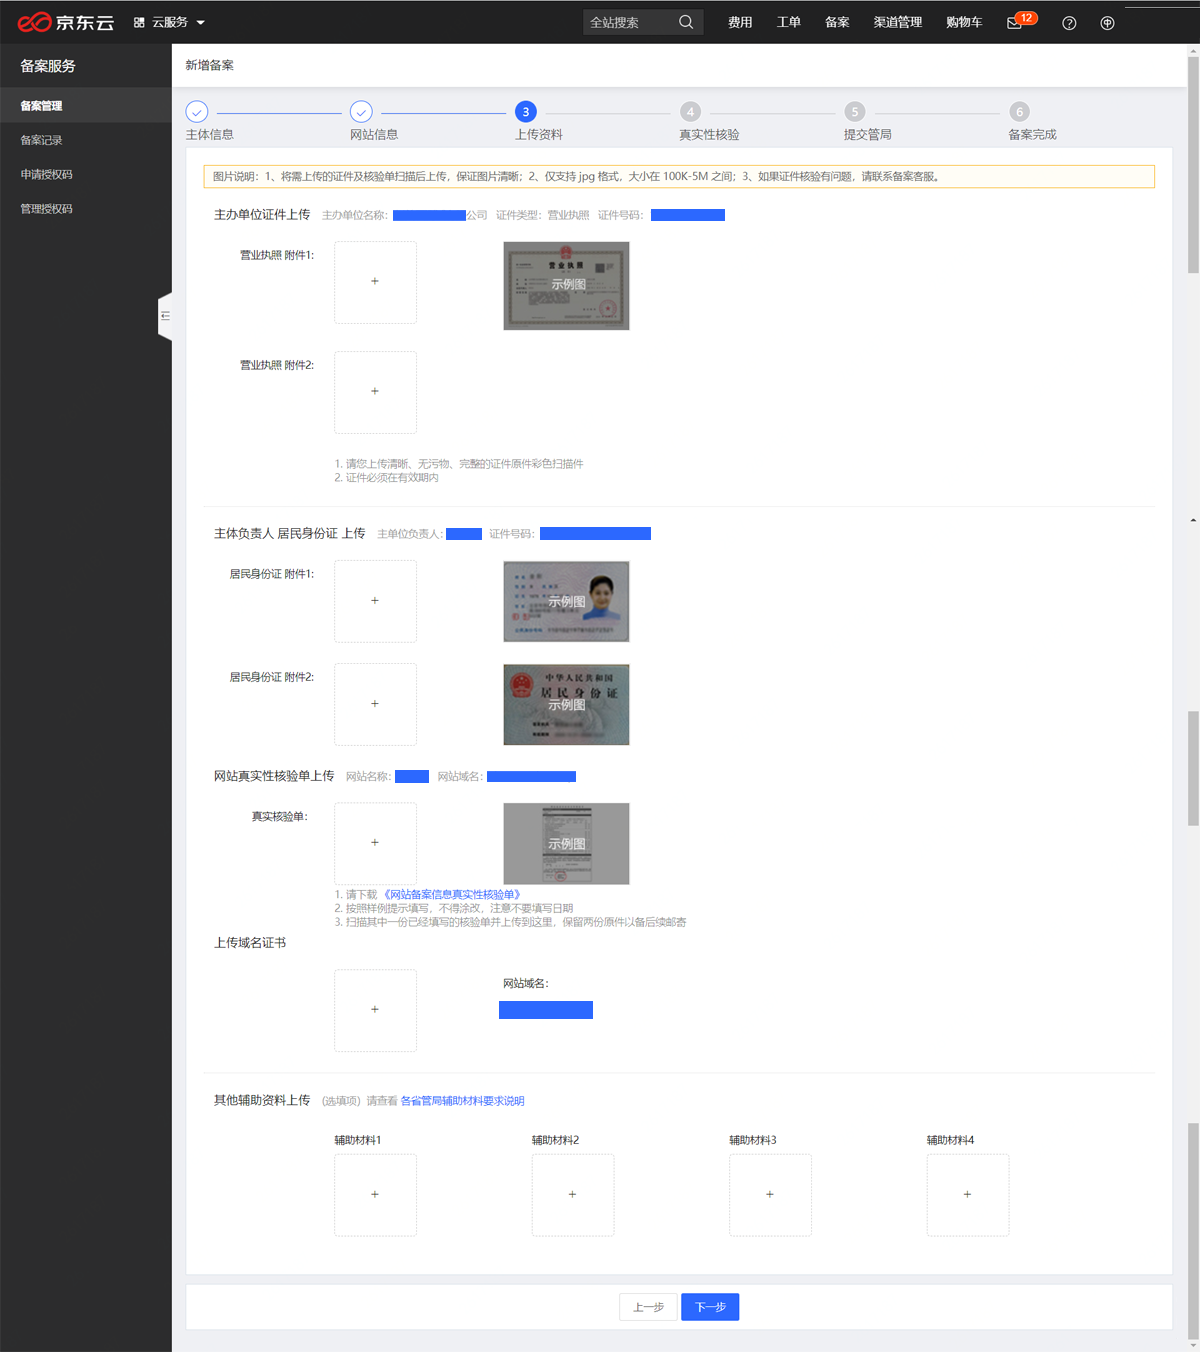 京东云 云服务 全站搜索 费用 工单 备案 渠道管理 购物车 12
备案服务
备案管理
备案记录
申请授权码
管理授权码
新增备案
3 4 5 6
主体信息 网站信息 上传资料 真实性核验 提交管局 备案完成
图片说明：1、将需上传的证件及核验单扫描后上传，保证图片清晰；2、仅支持 jpg 格式，大小在 100K-5M 之间；3、如果证件核验有问题，请联系备案客服。
主办单位证件上传 主办单位名称： 公司 证件类型：营业执照 证件号码：
营业执照 附件1:
营业执照
示例图
营业执照 附件2:
1. 请您上传清晰、无污物、完整的证件原件彩色扫描件
2. 证件必须在有效期内
主体负责人 居民身份证 上传 主单位负责人： 证件号码：
居民身份证 附件1:
示例图
居民身份证 附件2:
中华人民共和国
居民身份证
示例图
网站真实性核验单上传 网站名称： 网站域名：
真实核验单：
示例图
1. 请下载 《网站备案信息真实性核验单》
2. 按照样例提示填写，不得涂改，注意不要填写日期
3. 扫描其中一份已经填写的核验单并上传到这里，保留两份原件以备后续邮寄
上传域名证书
网站域名：
其他辅助资料上传 (选填项) 请查看 各省管局辅助材料要求说明
辅助材料1 辅助材料2 辅助材料3 辅助材料4
上一步 下一步